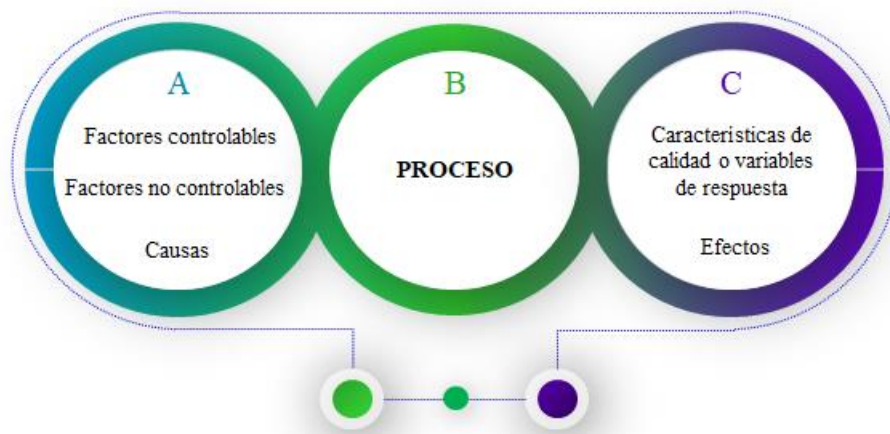 A
Factores controlables
Factores no controlables
Causas
B
PROCESO
C
Características de
calidad o variables
de respuesta
Efectos